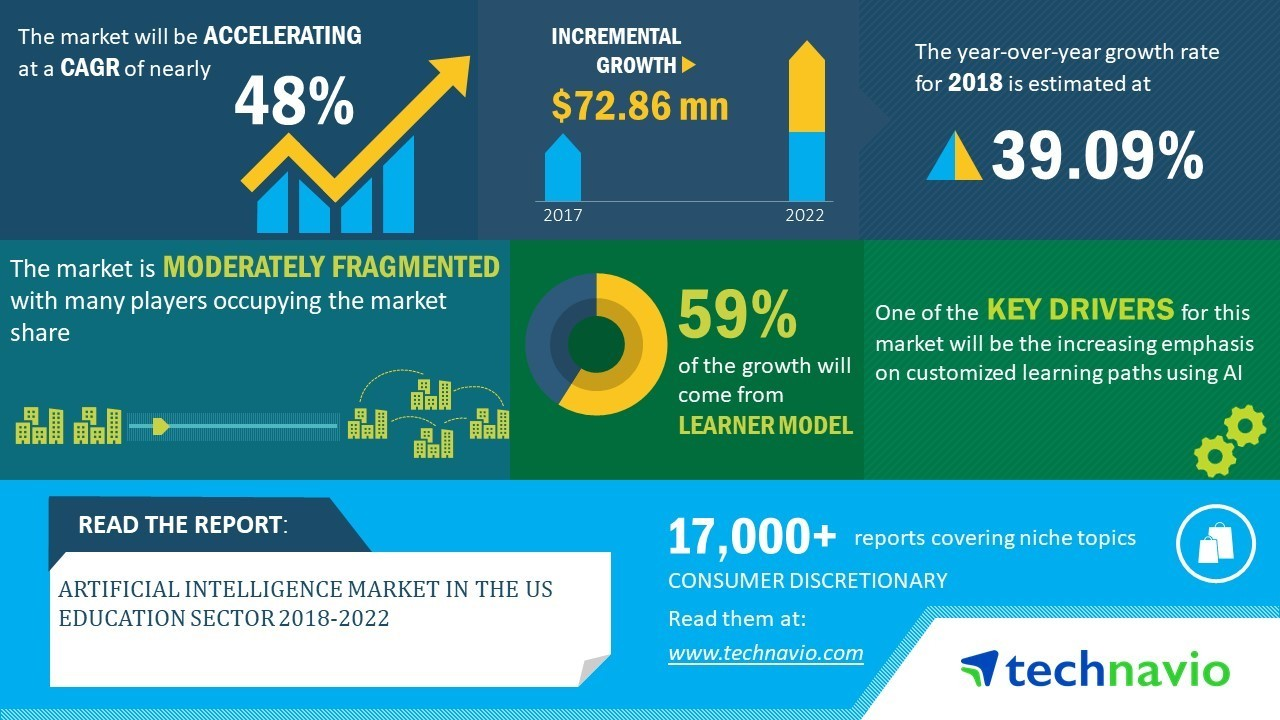 The market will be ACCELERATING
at a CAGR of nearly
48%
INCREMENTAL
GROWTH
$72.86 mn
2017
2022
The year-over-year growth rate
for 2018 is estimated at
39.09%
The market is MODERATELY FRAGMENTED
with many players occupying the market
share
59%
of the growth will
come from
LEARNER MODEL
One of the KEY DRIVERS for this
market will be the increasing emphasis
on customized learning paths using AI
READ THE REPORT:
ARTIFICIAL INTELLIGENCE MARKET IN THE US
EDUCATION SECTOR 2018-2022
17,000+ reports covering niche topics
CONSUMER DISCRETIONARY
Read them at:
www.technavio.com
technavio